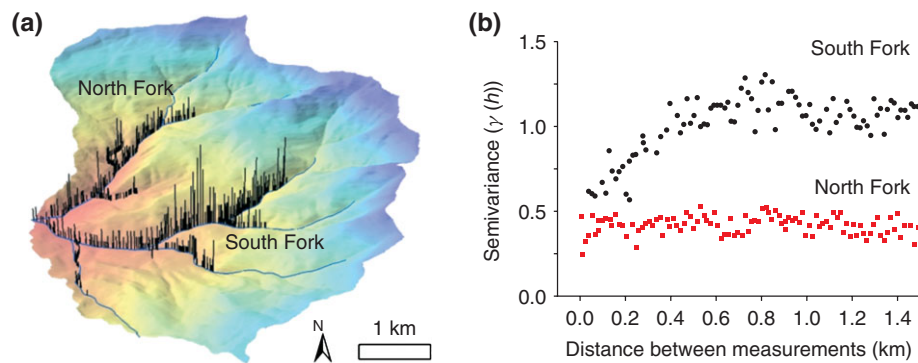 (a)
North Fork
South Fork
N
1 km
(b)
1.5
1.0
0.5
0.0
Semivariance (γ (h))
South Fork
North Fork
0.0 0.2 0.4 0.6 0.8 1.0 1.2 1.4
Distance between measurements (km)